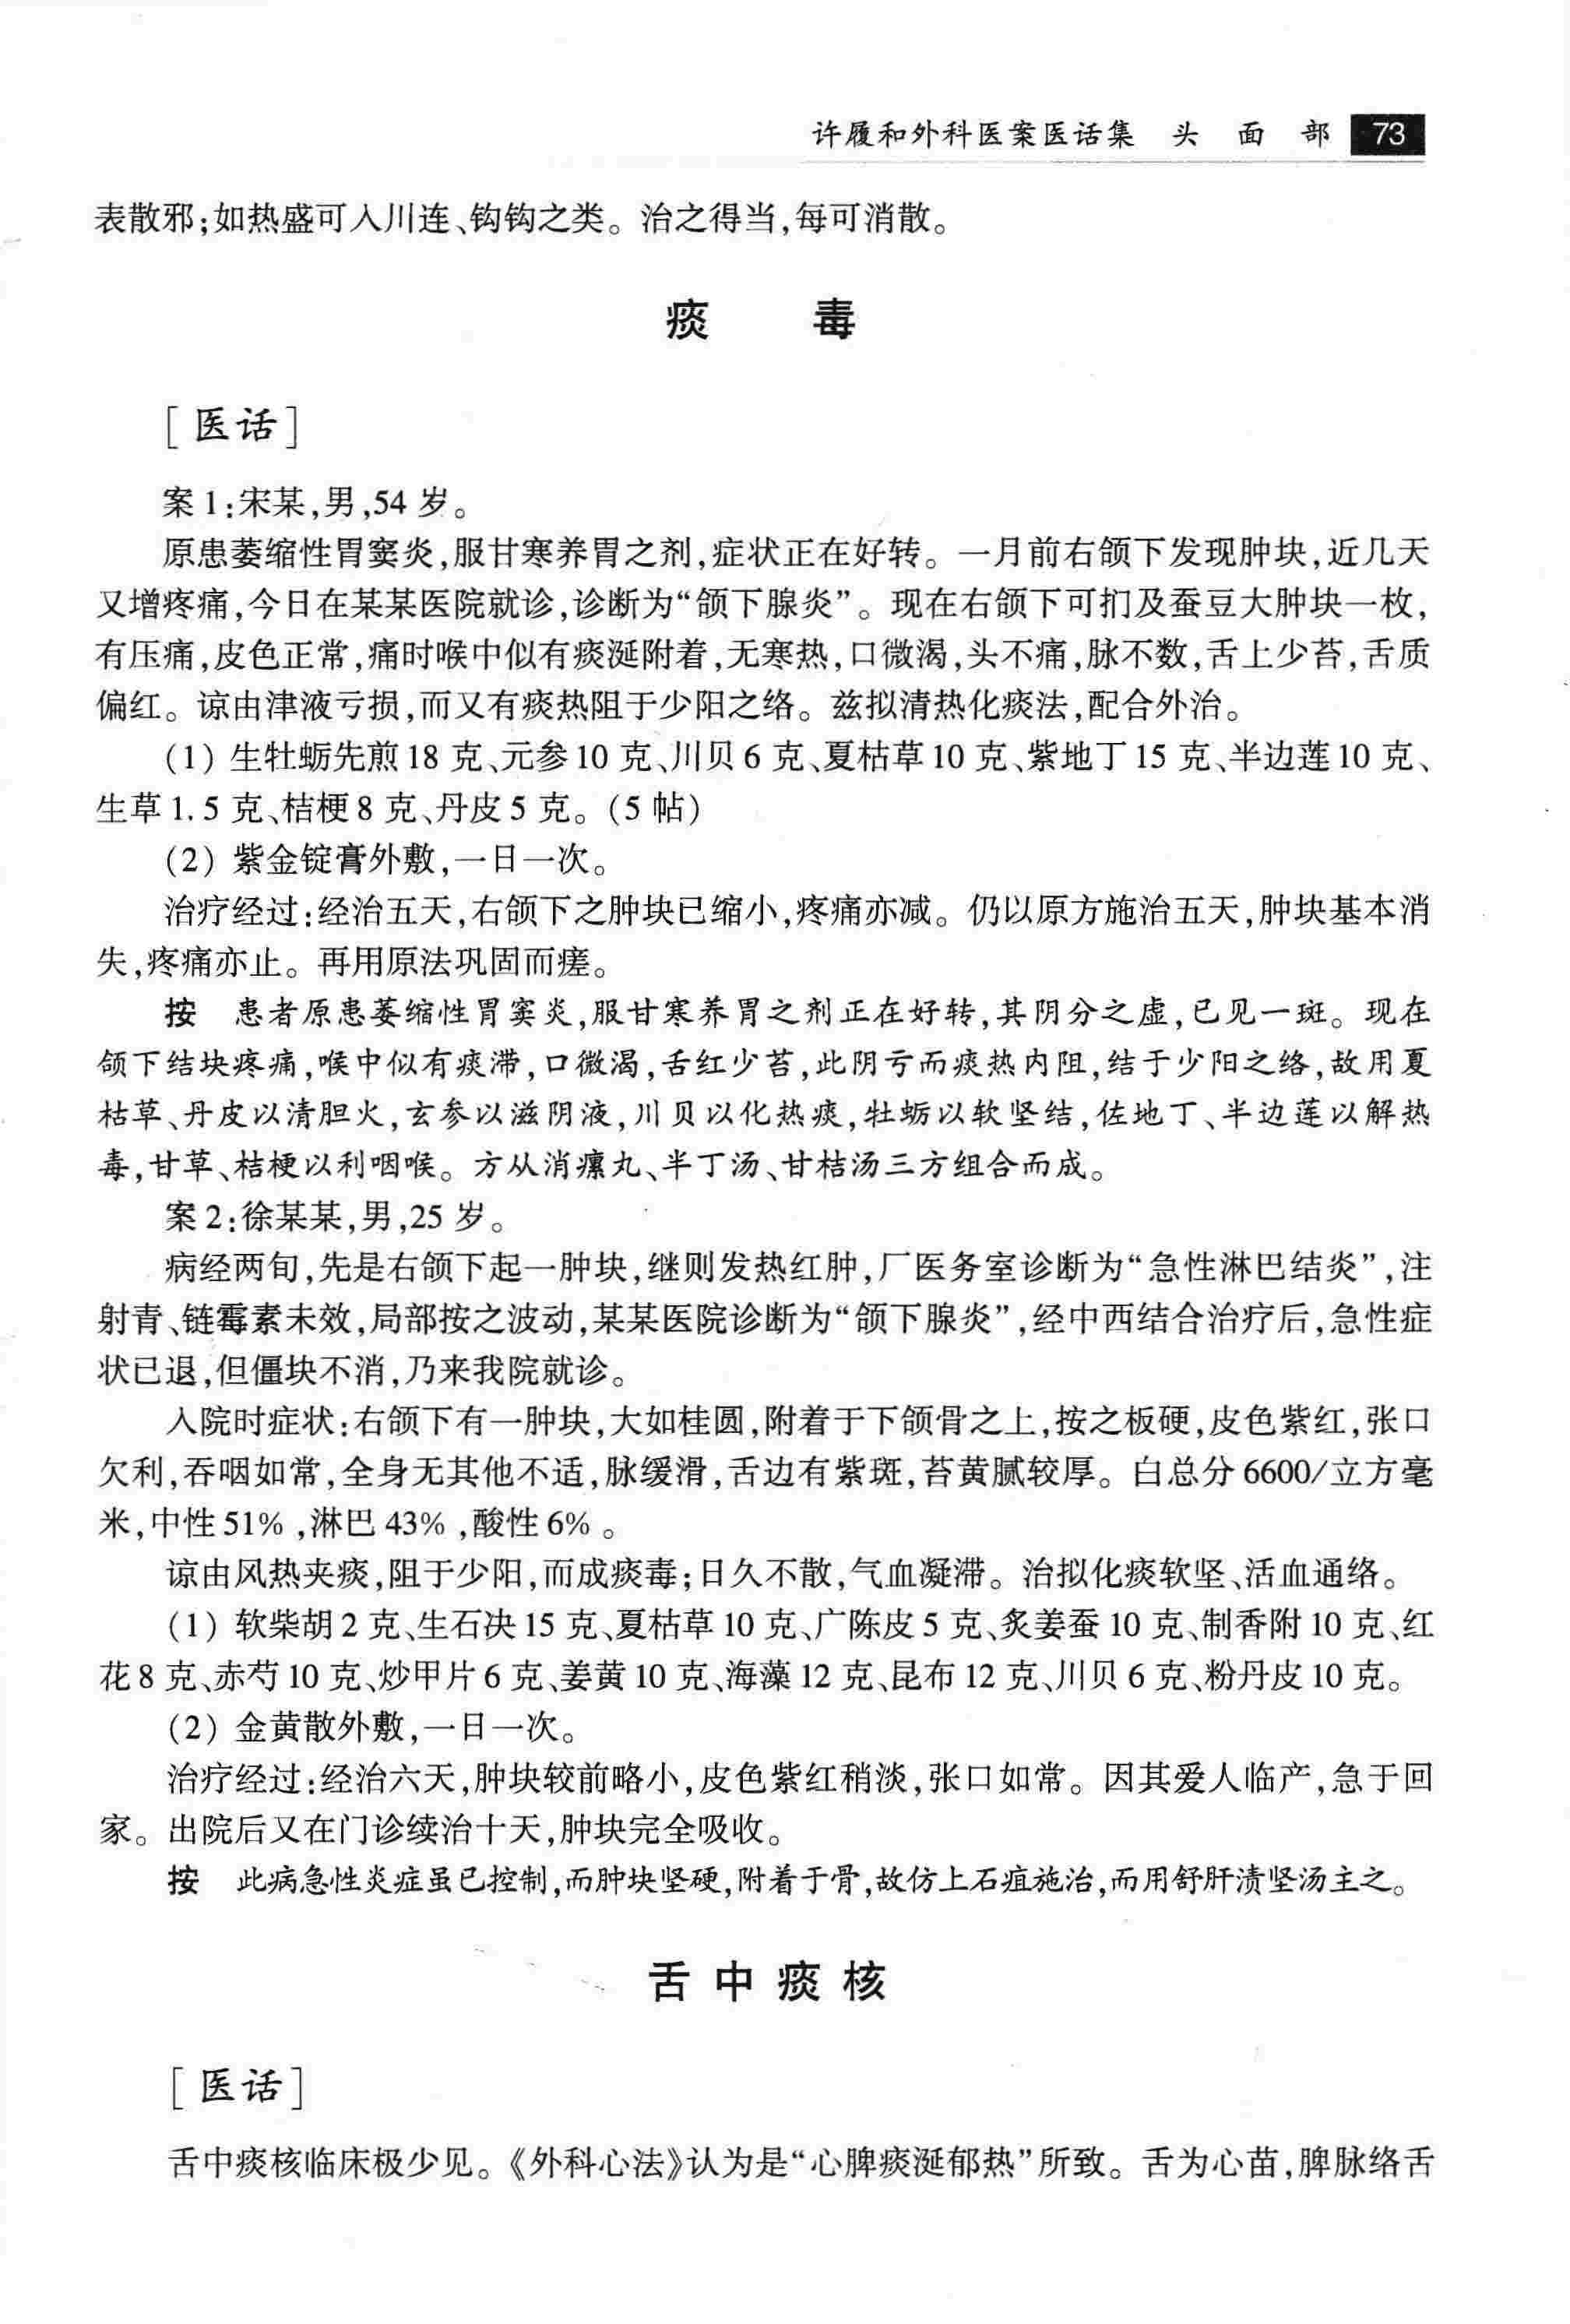 许履和外科医案医话集 头 面 部 73
表散邪;如热盛可入川连、钩钩之类。治之得当,每可消散。
痰 毒
[医话]
案1:宋某,男,54 岁。
原患萎缩性胃窦炎,服甘寒养胃之剂,症状正在好转。一月前右颌下发现肿块,近几天
又增疼痛,今日在某某医院就诊,诊断为“颌下腺炎”。现在右颌下可扪及蚕豆大肿块一枚,
有压痛,皮色正常,痛时喉中似有痰涎附着,无寒热,口微渴,头不痛,脉不数,舌上少苔,舌质
偏红。谅由津液亏损,而又有痰热阻于少阳之络。兹拟清热化痰法,配合外治。
(1) 生牡蛎先煎 18 克、元参 10 克、川贝 6 克、夏枯草 10 克、紫地丁 15 克、半边莲 10 克、
生草 1.5 克、桔梗 8 克、丹皮 5 克。(5 帖)
(2) 紫金锭膏外敷,一日一次。
治疗经过:经治五天,右颌下之肿块已缩小,疼痛亦减。仍以原方施治五天,肿块基本消
失,疼痛亦止。再用原法巩固而瘥。
按 患者原患萎缩性胃窦炎,服甘寒养胃之剂正在好转,其阴分之虚,已见一斑。现在
颌下结块疼痛,喉中似有痰滞,口微渴,舌红少苔,此阴亏而痰热内阻,结于少阳之络,故用夏
枯草、丹皮以清胆火,玄参以滋阴液,川贝以化热痰,牡蛎以软坚结,佐地丁、半边莲以解热
毒,甘草、桔梗以利咽喉。方从消瘰丸、半丁汤、甘桔汤三方组合而成。
案2:徐某某,男,25 岁。
病经两旬,先是右颌下起一肿块,继则发热红肿,厂医务室诊断为“急性淋巴结炎”,注
射青、链霉素未效,局部按之波动,某某医院诊断为“颌下腺炎”,经中西结合治疗后,急性症
状已退,但僵块不消,乃来我院就诊。
入院时症状:右颌下有一肿块,大如桂圆,附着于下颌骨之上,按之板硬,皮色紫红,张口
欠利,吞咽如常,全身无其他不适,脉缓滑,舌边有紫斑,苔黄腻较厚。白总分 6600/立方毫
米,中性 51%,淋巴 43%,酸性 6%。
谅由风热夹痰,阻于少阳,而成痰毒;日久不散,气血凝滞。治拟化痰软坚、活血通络。
(1) 软柴胡 2 克、生石决 15 克、夏枯草 10 克、广陈皮 5 克、炙姜蚕 10 克、制香附 10 克、红
花 8 克、赤芍 10 克、炒甲片 6 克、姜黄 10 克、海藻 12 克、昆布 12 克、川贝 6 克、粉丹皮 10 克。
(2) 金黄散外敷,一日一次。
治疗经过:经治六天,肿块较前略小,皮色紫红稍淡,张口如常。因其爱人临产,急于回
家。出院后又在门诊续治十天,肿块完全吸收。
按 此病急性炎症虽已控制,而肿块坚硬,附着于骨,故仿上石疽施治,而用舒肝溃坚汤主之。
舌中痰核
[医话]
舌中痰核临床极少见。《外科心法》认为是“心脾痰涎郁热”所致。舌为心苗,脾脉络舌